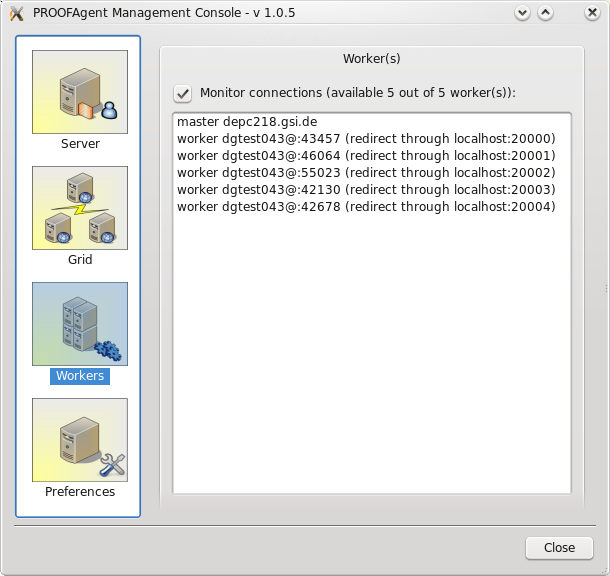 PROOFAgent Management Console - v 1.0.5
Server
Grid
Workers
Preferences
Worker(s)
Monitor connections (available 5 out of 5 worker(s)):
master depc218.gsi.de
worker dgtest043@:43457 (redirect through localhost:20000)
worker dgtest043@:46064 (redirect through localhost:20001)
worker dgtest043@:55023 (redirect through localhost:20002)
worker dgtest043@:42130 (redirect through localhost:20003)
worker dgtest043@:42678 (redirect through localhost:20004)
Close